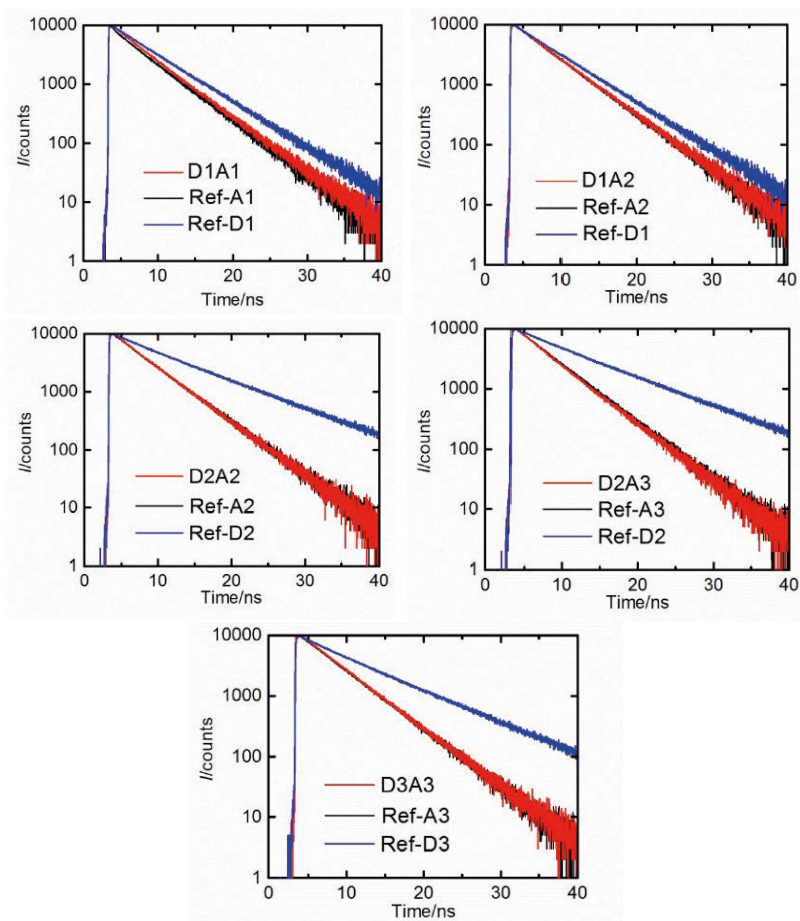 10000
1000
100
10
1
I/counts
D1A1
Ref-A1
Ref-D1
0 10 20 30 40
Time/ns
10000
1000
100
10
1
I/counts
D1A2
Ref-A2
Ref-D1
0 10 20 30 40
Time/ns
10000
1000
100
10
1
I/counts
D2A2
Ref-A2
Ref-D2
0 10 20 30 40
Time/ns
10000
1000
100
10
1
I/counts
D2A3
Ref-A3
Ref-D2
0 10 20 30 40
Time/ns
10000
1000
100
10
1
I/counts
D3A3
Ref-A3
Ref-D3
0 10 20 30 40
Time/ns